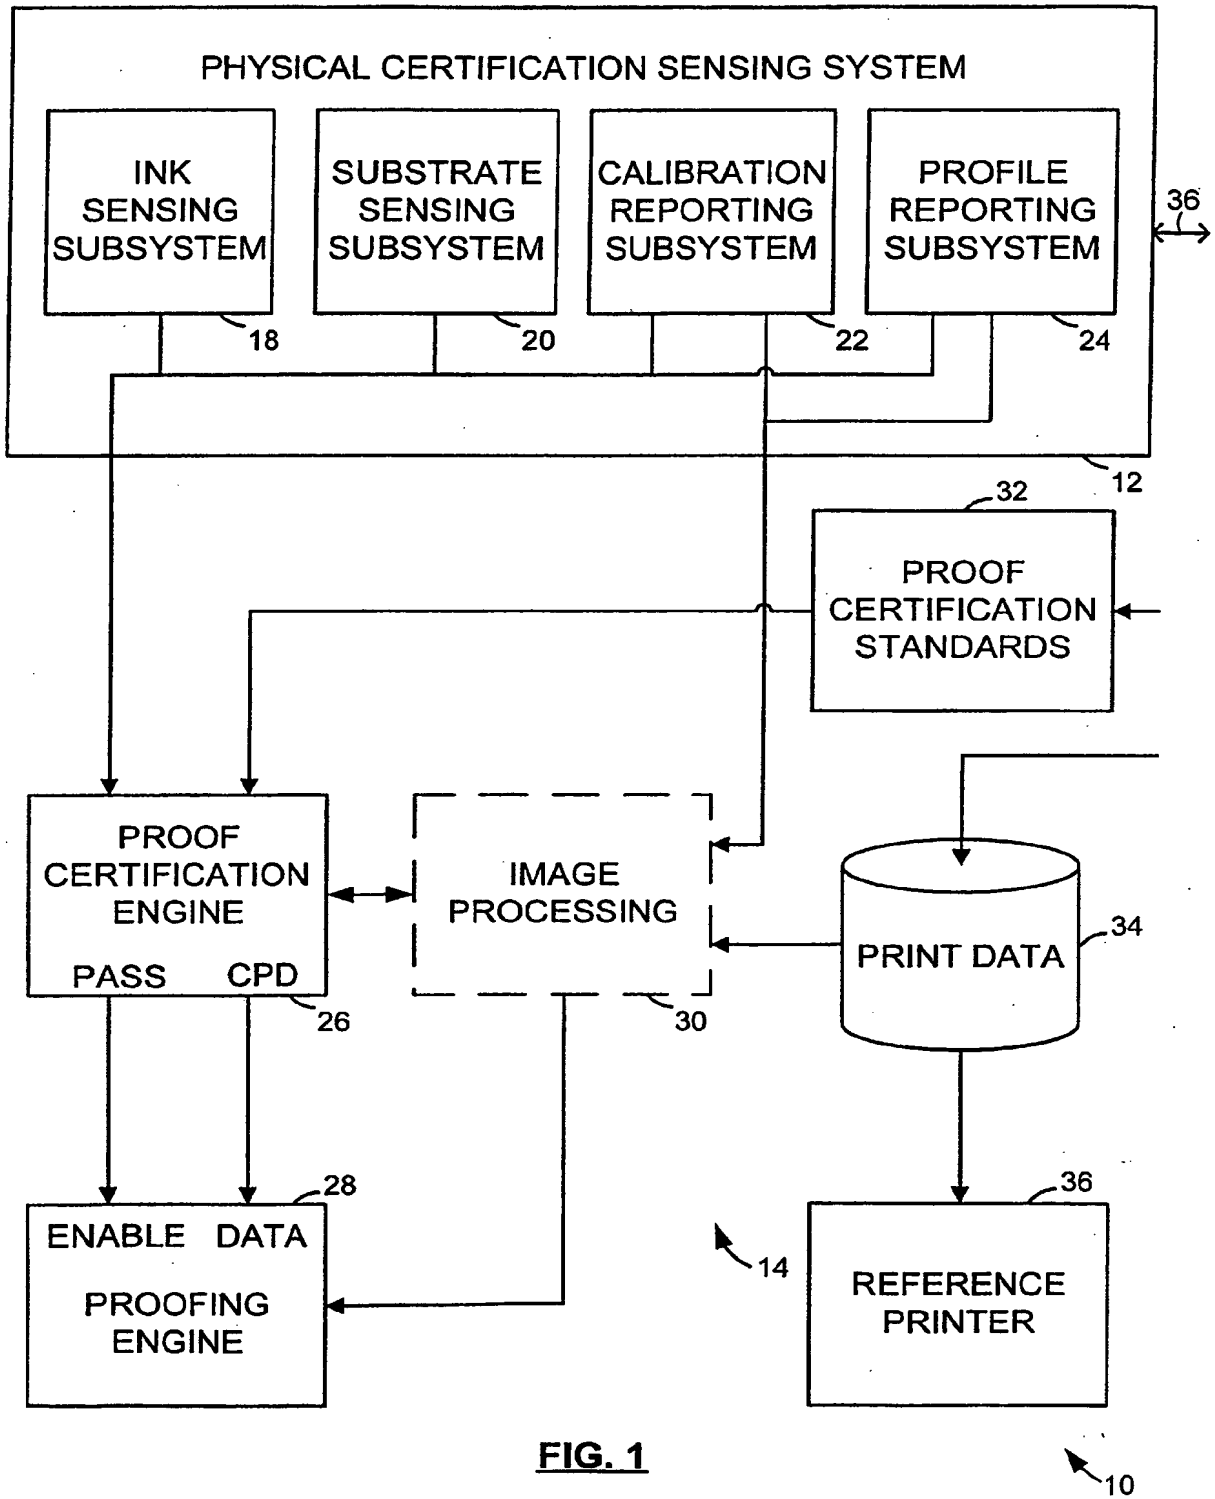 PHYSICAL CERTIFICATION SENSING SYSTEM
INK
SENSING
SUBSYSTEM
18
SUBSTRATE
SENSING
SUBSYSTEM
20
CALIBRATION
REPORTING
SUBSYSTEM
22
PROFILE
REPORTING
SUBSYSTEM
24
36
12
32
PROOF
CERTIFICATION
STANDARDS
PROOF
CERTIFICATION
ENGINE
PASS CPD
26
IMAGE
PROCESSING
30
PRINT DATA
34
28
ENABLE DATA
PROOFING
ENGINE
14
36
REFERENCE
PRINTER
FIG. 1
10